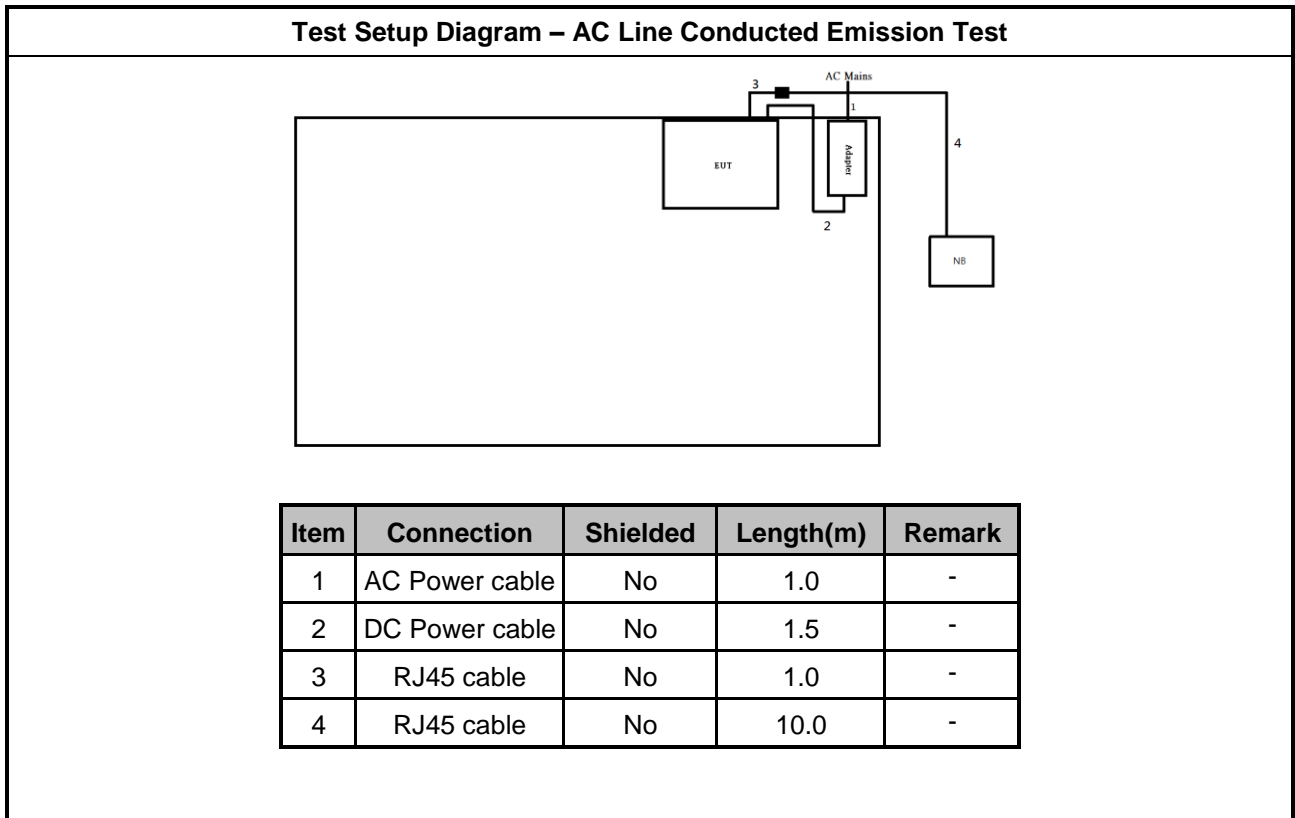 Test Setup Diagram – AC Line Conducted Emission Test
AC Mains
3
1
Adapter
4
EUT
2
NB
Item Connection Shielded Length(m) Remark
1 AC Power cable No 1.0 -
2 DC Power cable No 1.5 -
3 RJ45 cable No 1.0 -
4 RJ45 cable No 10.0 -